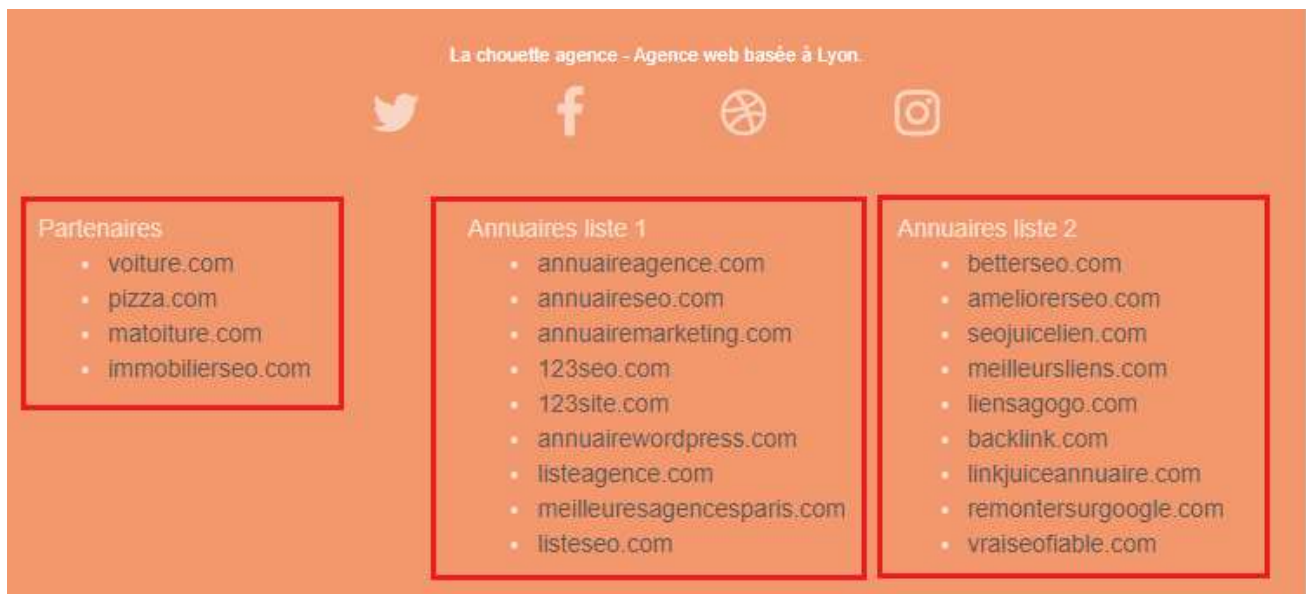 La chouette agence - Agence web basée à Lyon.
Partenaires
voiture.com
pizza.com
matoiture.com
immobilierseo.com
Annuaires liste 1
annuaireagence.com
annuaireseo.com
annuairemarketing.com
123seo.com
123site.com
annuairewordpress.com
listeagence.com
meilleuresagencesparis.com
listeseo.com
Annuaires liste 2
betterseo.com
ameliorerseo.com
seojuicelien.com
meilleursliens.com
liensagogo.com
backlink.com
linkjuiceannuaire.com
remontersurgoogle.com
vraiseofiable.com